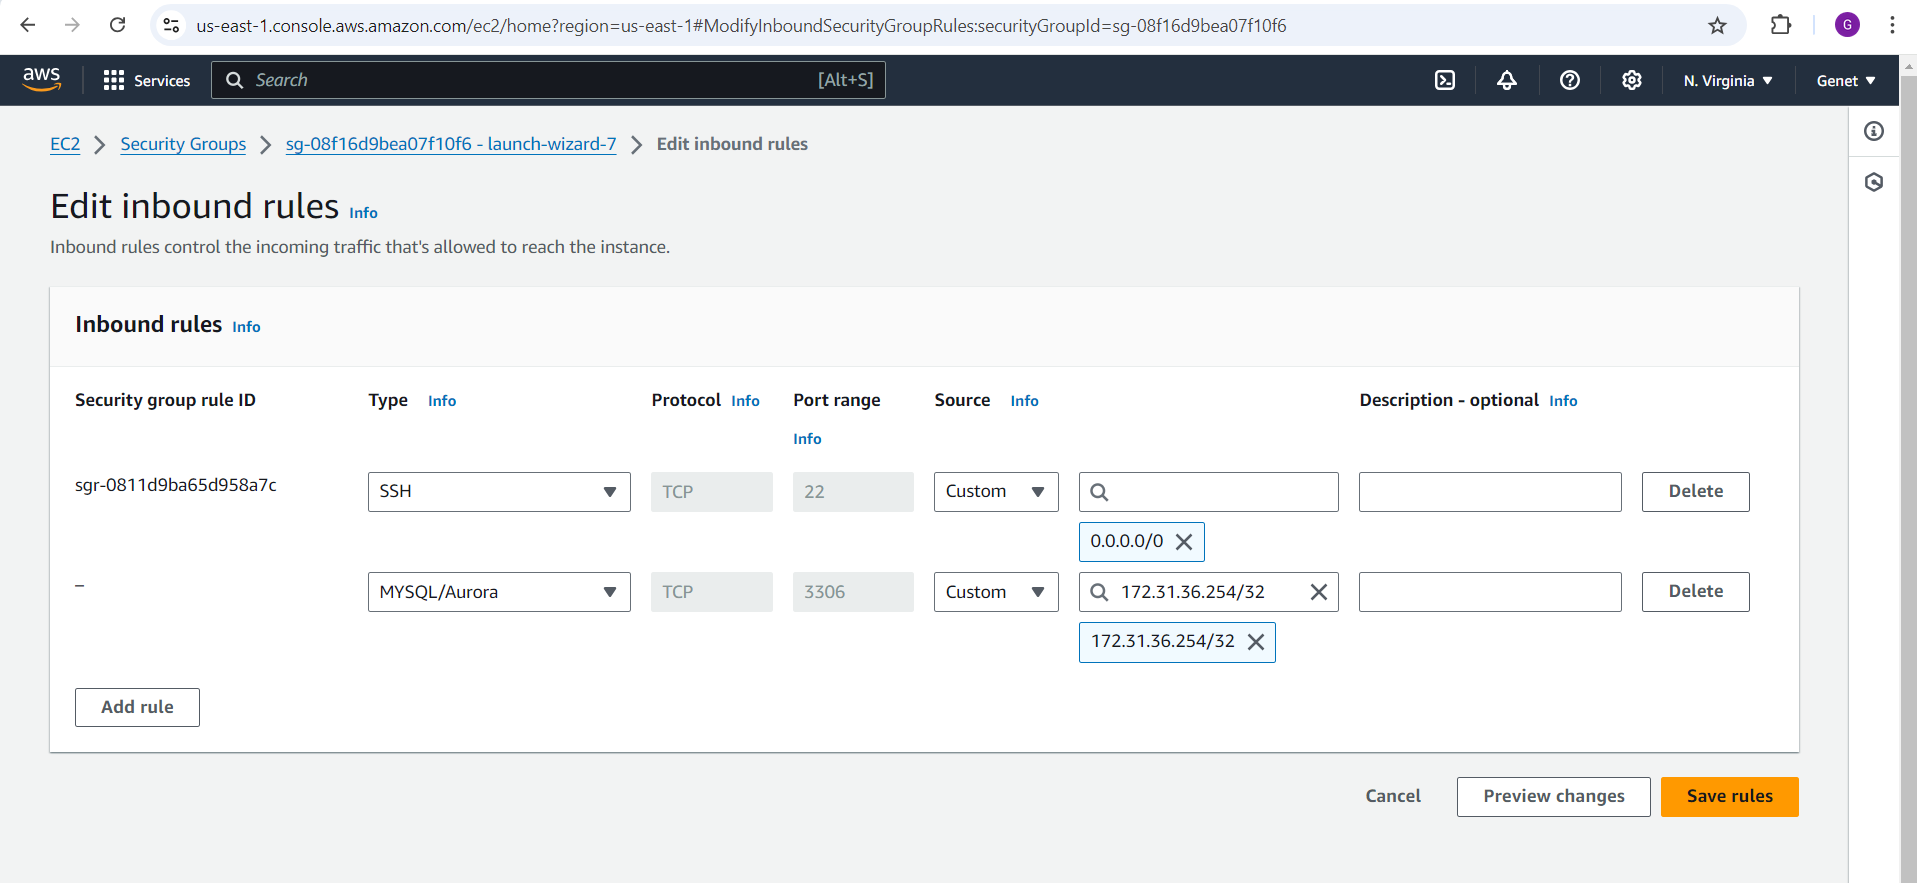 us-east-1.console.aws.amazon.com/ec2/home?region=us-east-1#ModifyInboundSecurityGroupRules:securityGroupId=sg-08f16d9bea07f10f6
G
aws Services Search [Alt+S] N. Virginia Genet
EC2 Security Groups sg-08f16d9bea07f10f6 - launch-wizard-7 Edit inbound rules
Edit inbound rules Info
Inbound rules control the incoming traffic that's allowed to reach the instance.
Inbound rules Info
Security group rule ID Type Info Protocol Info Port range Source Info Description - optional Info
Info
sgr-0811d9ba65d958a7c SSH TCP 22 Custom Delete
0.0.0.0/0
– MYSQL/Aurora TCP 3306 Custom 172.31.36.254/32 Delete
172.31.36.254/32
Add rule
Cancel Preview changes Save rules